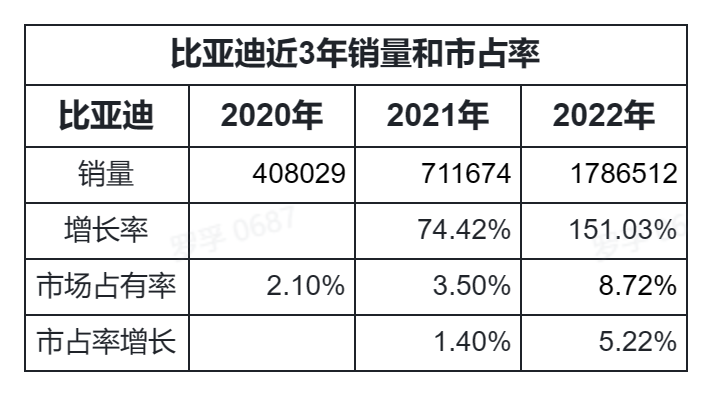 比亚迪近3年销量和市占率
比亚迪 2020年 2021年 2022年
销量 408029 711674 1786512
增长率 74.42% 151.03%
市场占有率 2.10% 3.50% 8.72%
市占率增长 1.40% 5.22%
罗孚 0687